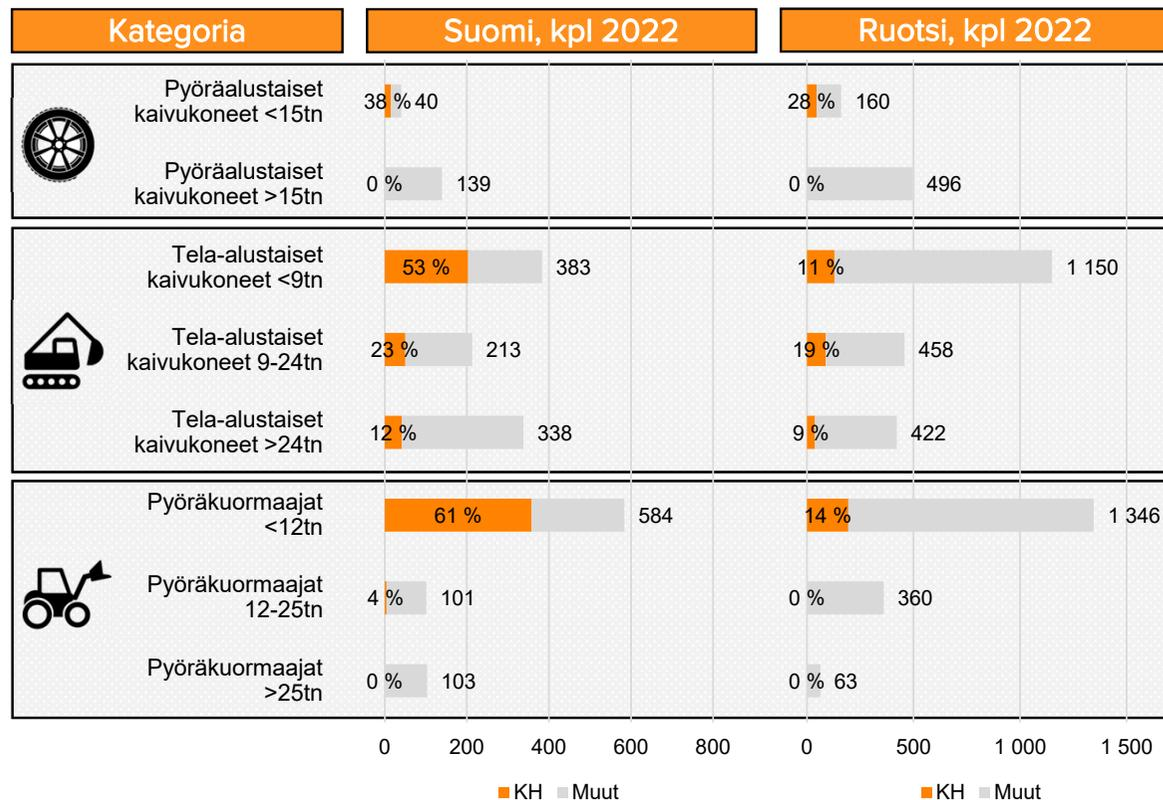 Kategoria
Suomi, kpl 2022
Ruotsi, kpl 2022
Pyöräalustaiset
kaivukoneet <15tn
38 % 40
28 % 160
Pyöräalustaiset
kaivukoneet >15tn
0 % 139
0 % 496
Tela-alustaiset
kaivukoneet <9tn
53 % 383
11 % 1 150
Tela-alustaiset
kaivukoneet 9-24tn
23 % 213
19 % 458
Tela-alustaiset
kaivukoneet >24tn
12 % 338
9 % 422
Pyöräkuormaajat
<12tn
61 % 584
14 % 1 346
Pyöräkuormaajat
12-25tn
4 % 101
0 % 360
Pyöräkuormaajat
>25tn
0 % 103
0 % 63
0 200 400 600 800
0 500 1 000 1 500
KH Muut
KH Muut